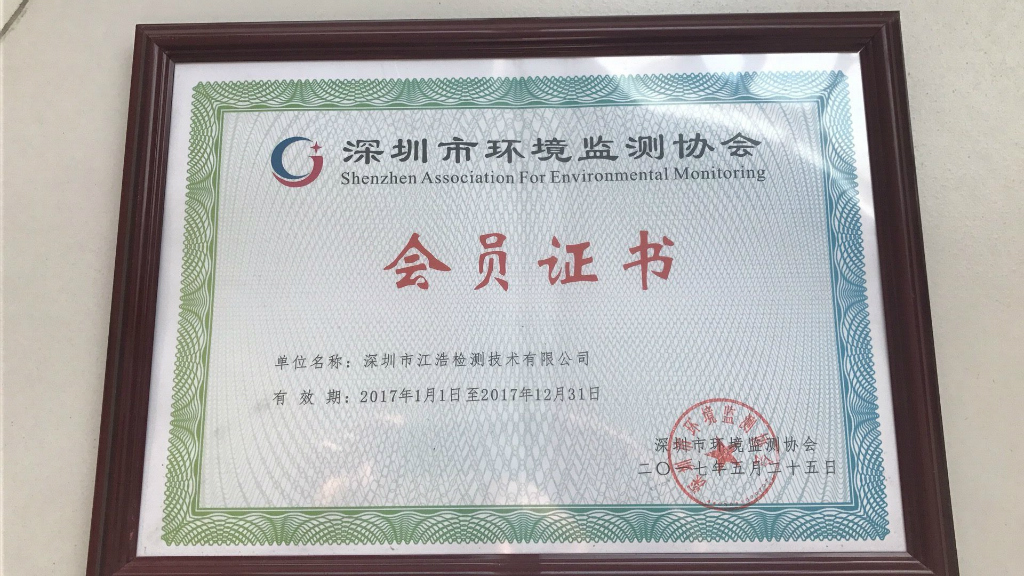 深圳市环境监测协会
Shenzhen Association For Environmental Monitoring
会员证书
单位名称：深圳市江浩检测技术有限公司
有效期：2017年1月1日至2017年12月31日
深圳市环境监测协会
二〇一七年五月二十五日